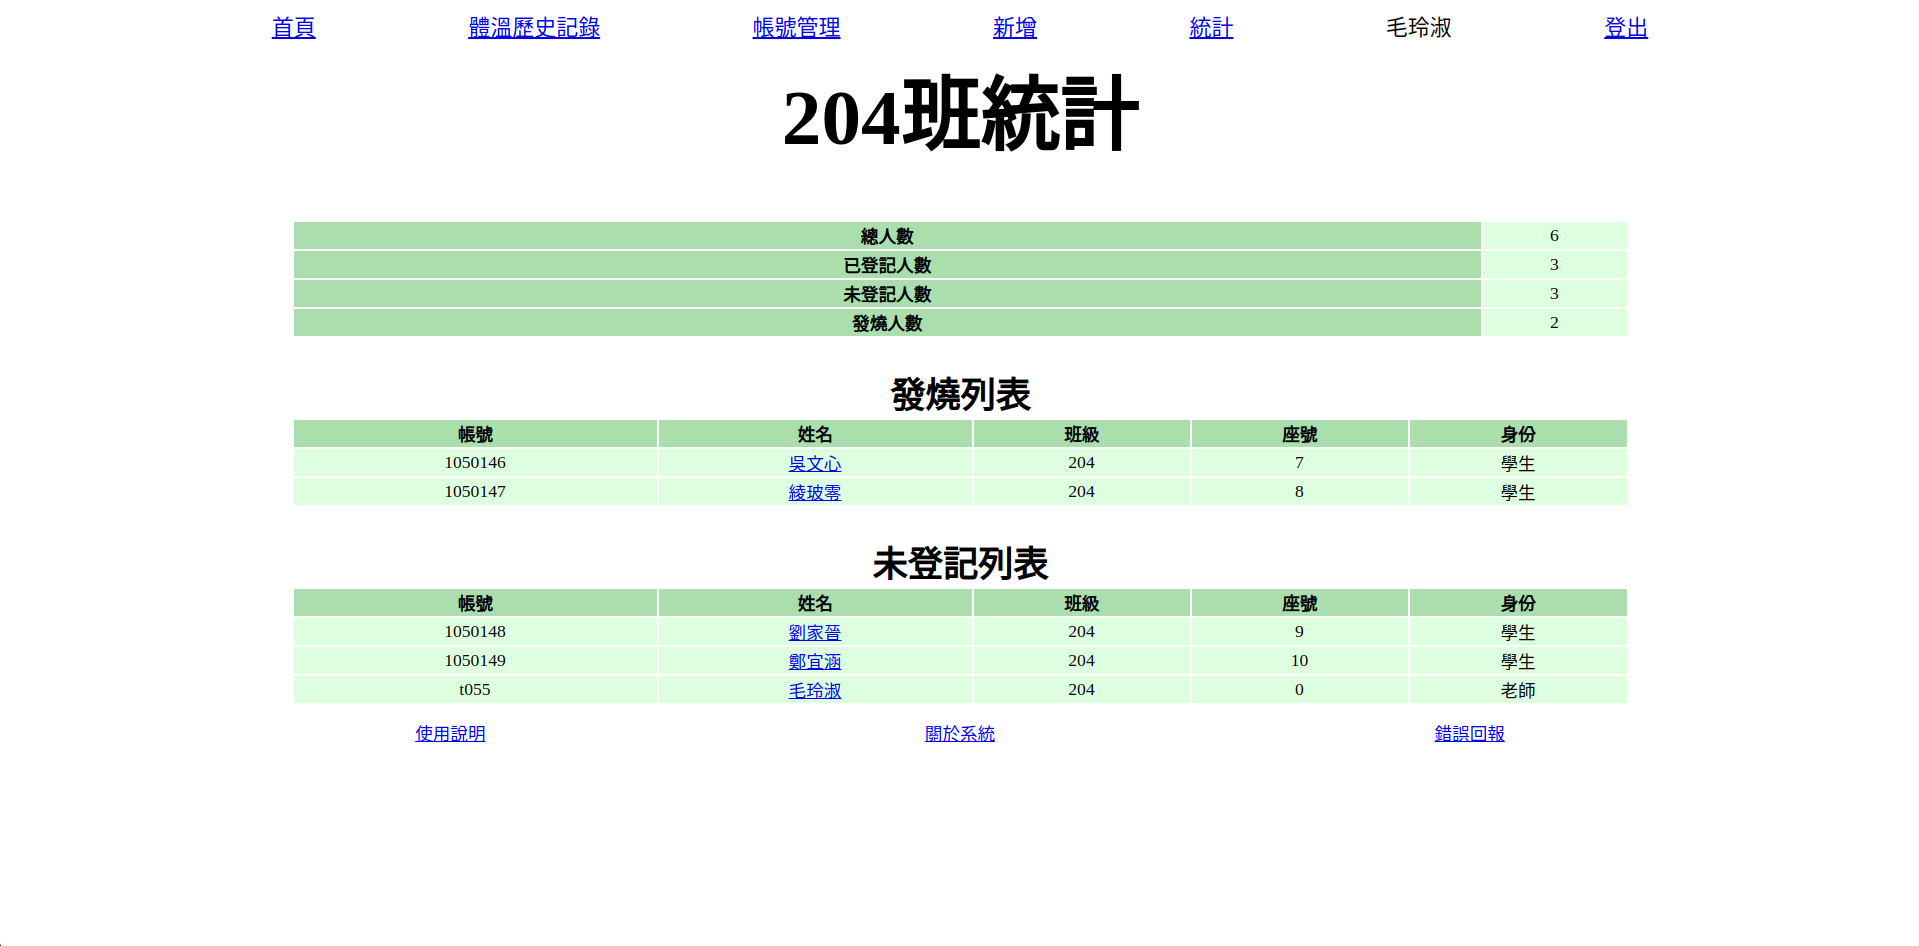 首頁 體溫歷史記錄 帳號管理 新增 統計 毛玲淑 登出
204班統計
總人數 6
已登記人數 3
未登記人數 3
發燒人數 2
發燒列表
帳號 姓名 班級 座號 身份
1050146 吳文心 204 7 學生
1050147 綾玻零 204 8 學生
未登記列表
帳號 姓名 班級 座號 身份
1050148 劉家晉 204 9 學生
1050149 鄭宜涵 204 10 學生
t055 毛玲淑 204 0 老師
使用說明 關於系統 錯誤回報